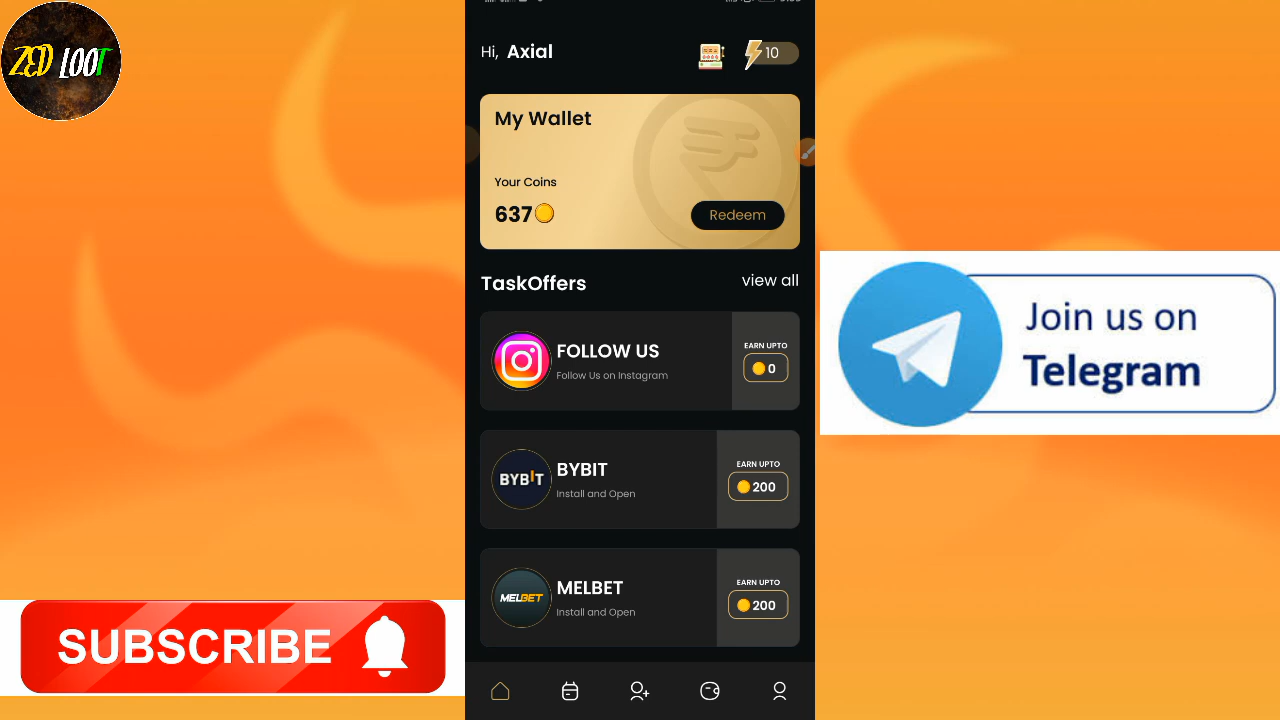 ZED LOOT
Hi, Axial
10
My Wallet
Your Coins
637
Redeem
TaskOffers
view all
FOLLOW US
Follow Us on Instagram
EARN UPTO
0
BYBIT
BYBIT
Install and Open
EARN UPTO
200
MELBET
MELBET
Install and Open
EARN UPTO
200
Join us on
Telegram
SUBSCRIBE